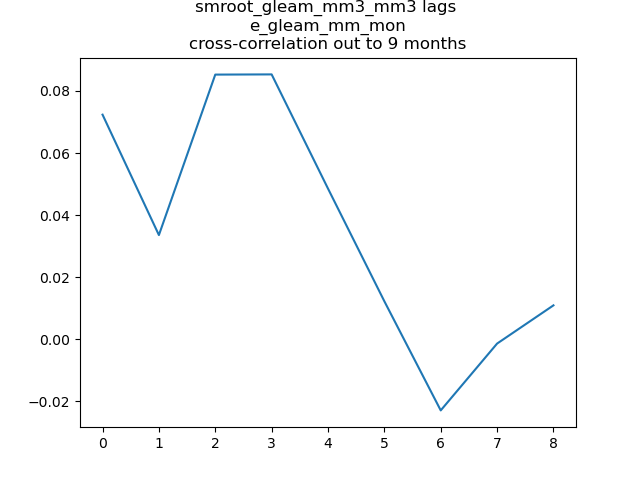 smroot_gleam_mm3_mm3 lags
e_gleam_mm_mon
cross-correlation out to 9 months
0.08
0.06
0.04
0.02
0.00
−0.02
0 1 2 3 4 5 6 7 8